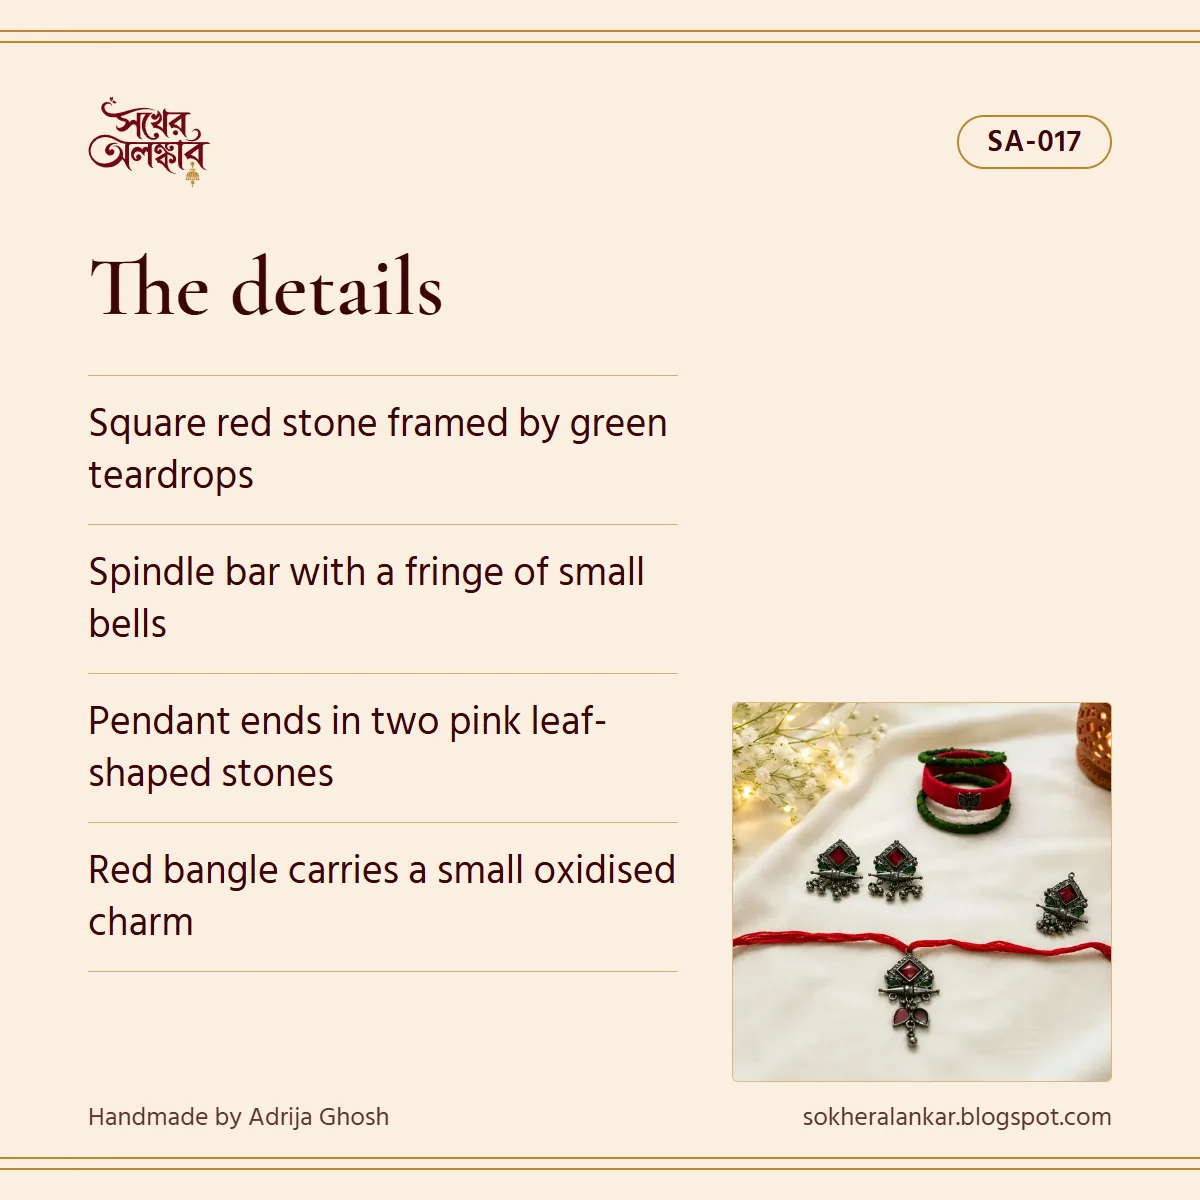 সখের
অলঙ্কার
SA-017
The details
Square red stone framed by green
teardrops
Spindle bar with a fringe of small
bells
Pendant ends in two pink leaf-
shaped stones
Red bangle carries a small oxidised
charm
Handmade by Adrija Ghosh
sokheralankar.blogspot.com